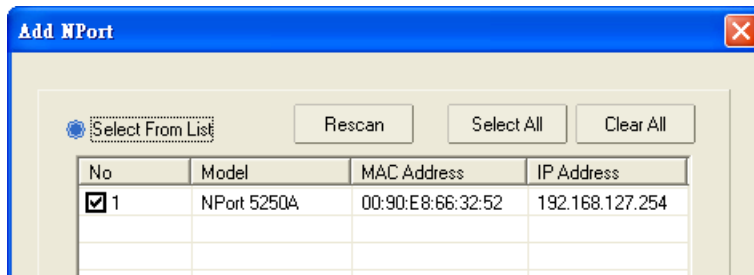 Add NPort
Select From List
Rescan
Select All
Clear All
No Model MAC Address IP Address
1 NPort 5250A 00:90:E8:66:32:52 192.168.127.254